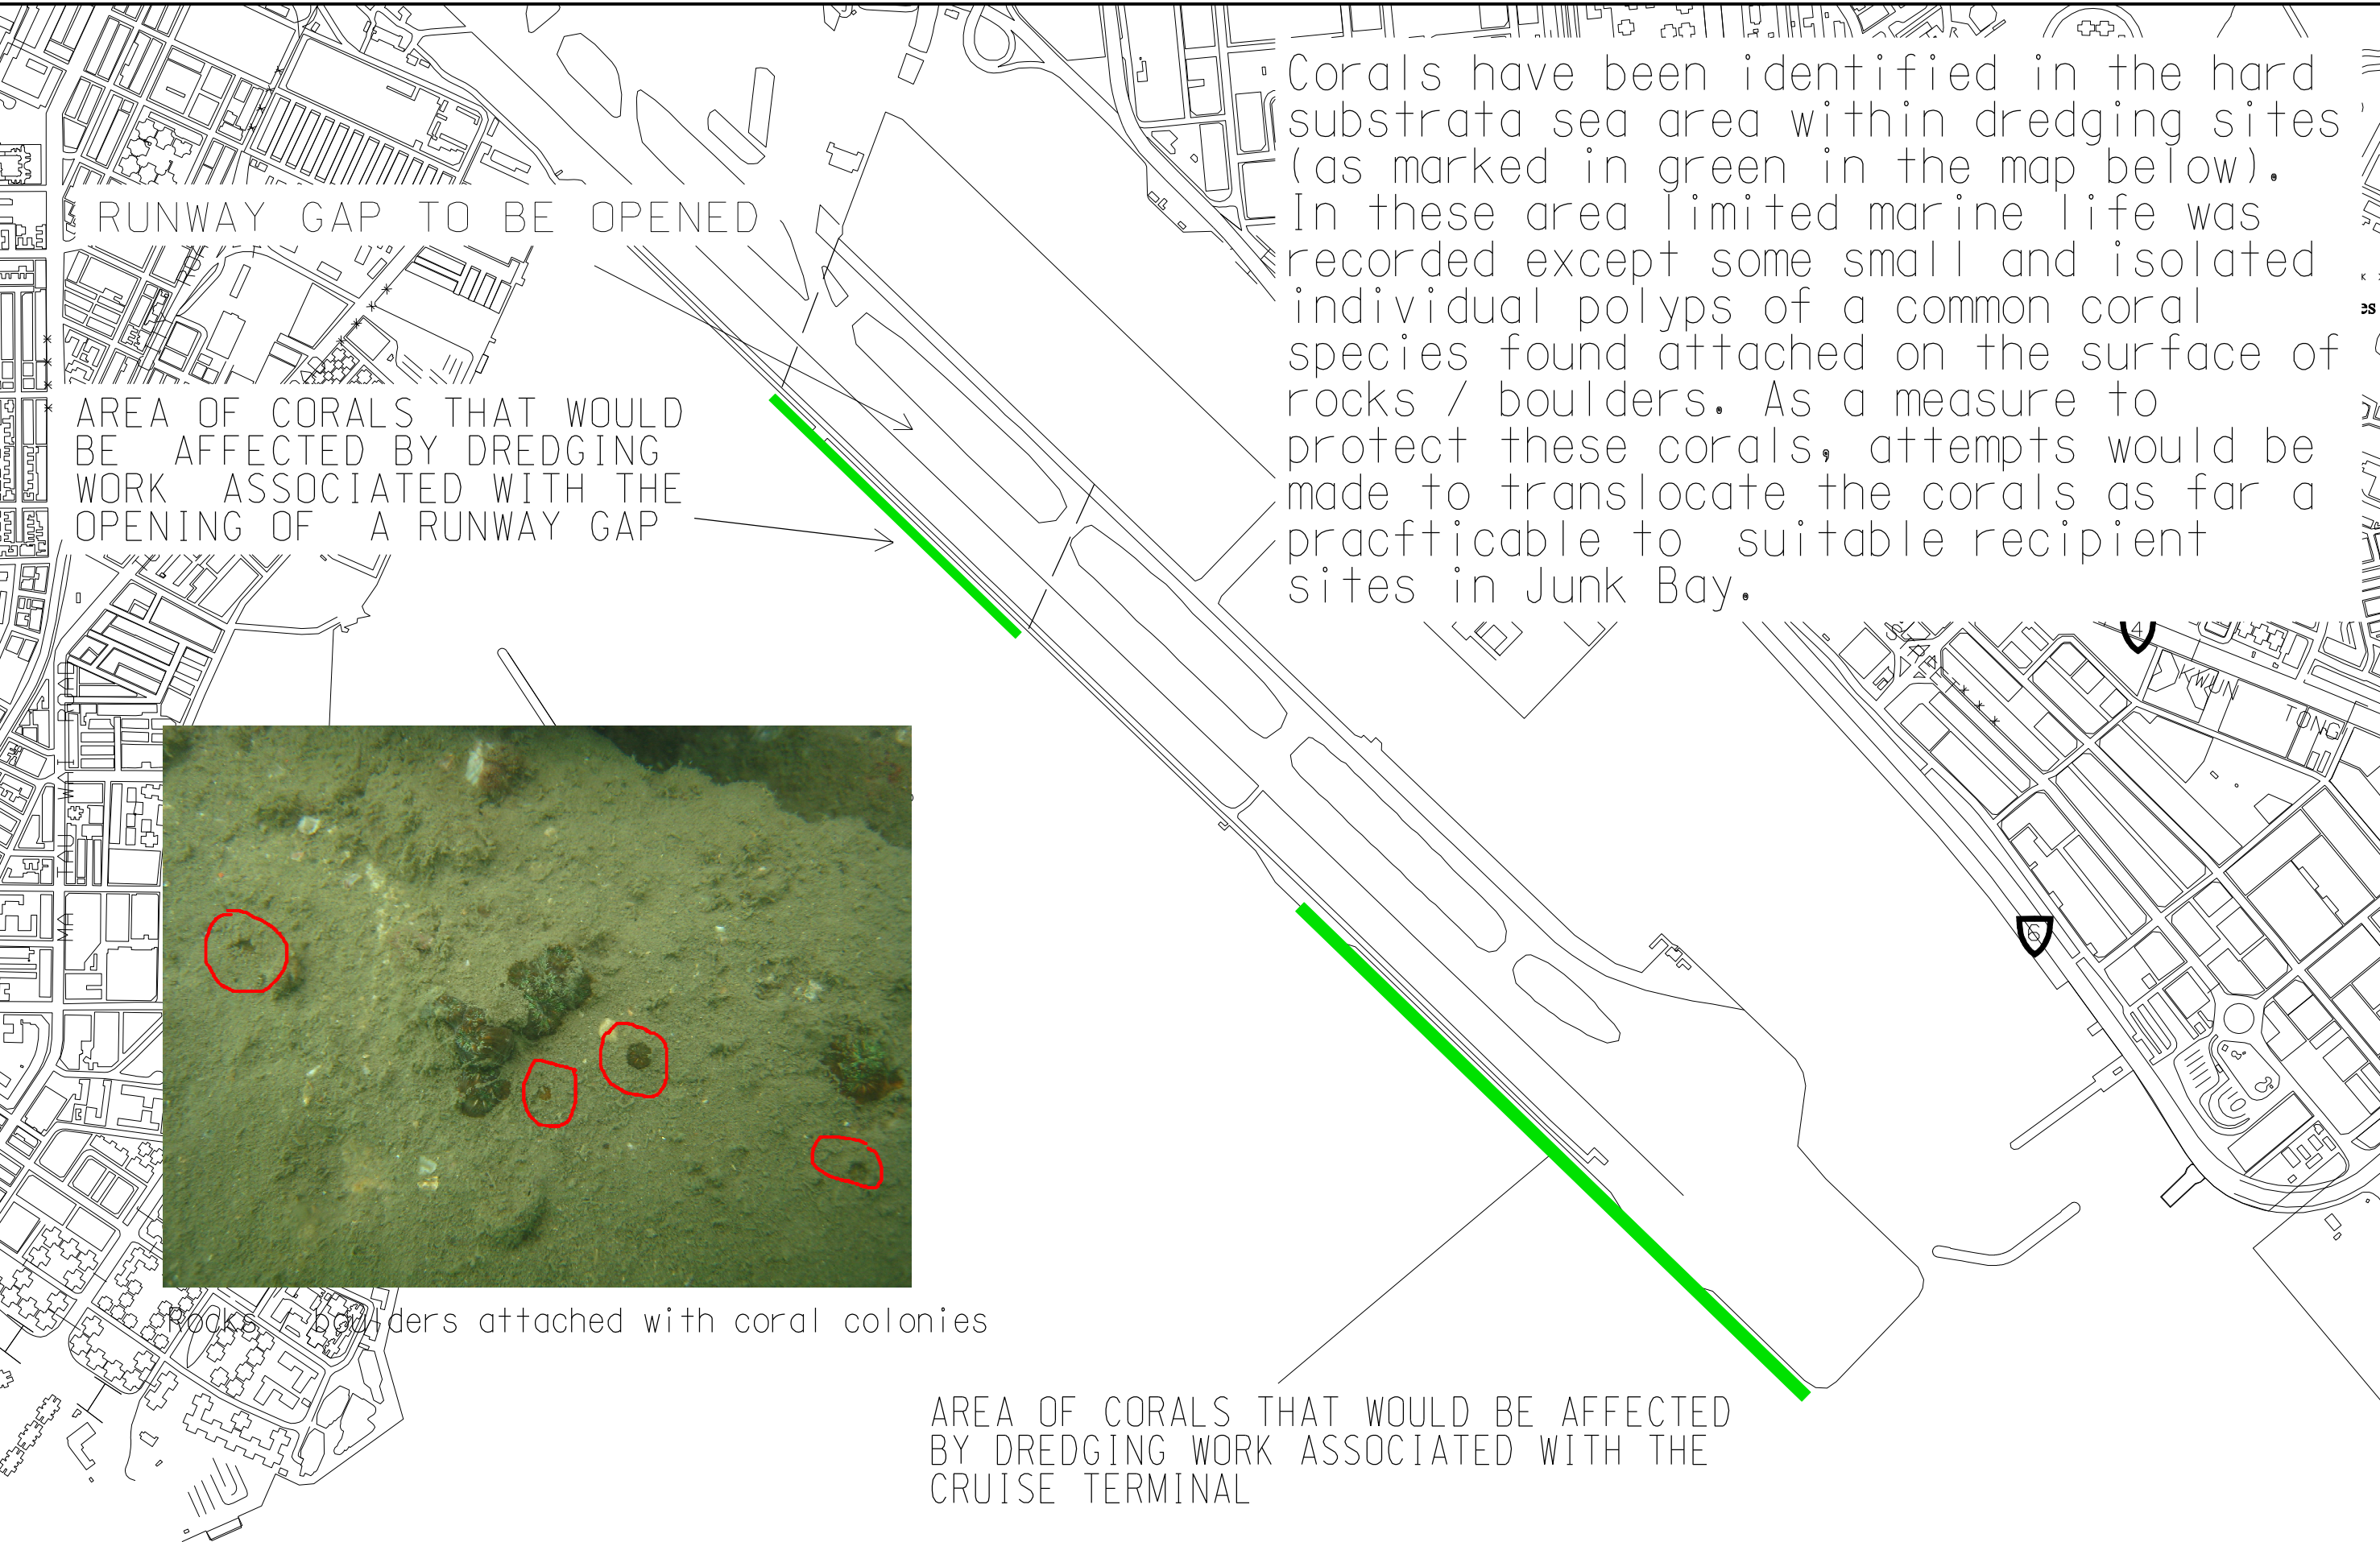 Corals have been identified in the hard
substrata sea area within dredging sites
(as marked in green in the map below).
In these area limited marine life was
recorded except some small and isolated
individual polyps of a common coral
species found attached on the surface of
rocks / boulders. As a measure to
protect these corals, attempts would be
made to translocate the corals as far a
pracfticable to suitable recipient
sites in Junk Bay.
RUNWAY GAP TO BE OPENED
AREA OF CORALS THAT WOULD
BE AFFECTED BY DREDGING
WORK ASSOCIATED WITH THE
OPENING OF A RUNWAY GAP
MA TAU WAI ROAD
4
KWUN
TONG
6
Rocks / boulders attached with coral colonies
AREA OF CORALS THAT WOULD BE AFFECTED
BY DREDGING WORK ASSOCIATED WITH THE
CRUISE TERMINAL